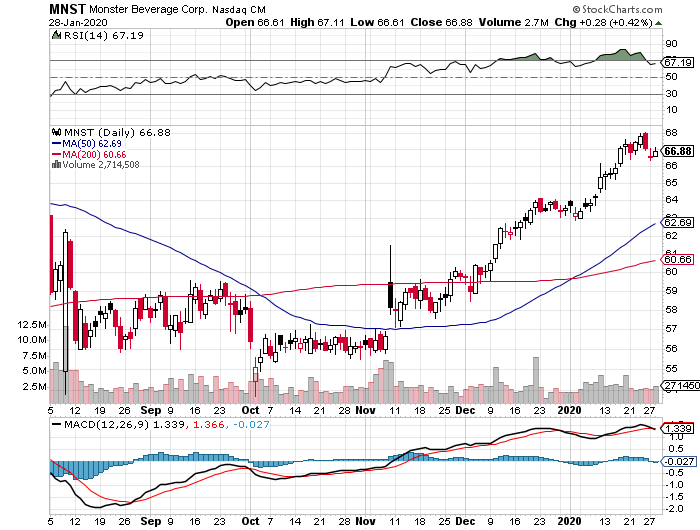 MNST Monster Beverage Corp. Nasdaq CM © StockCharts.com
28-Jan-2020 Open 66.61 High 67.11 Low 66.61 Close 66.88 Volume 2.7M Chg +0.28 (+0.42%)
RSI(14) 67.19
90
70
67.19
50
30
10
MNST (Daily) 66.88
MA(50) 62.69
MA(200) 60.66
Volume 2,714,508
68
67
66.88
66
65
64
63
62.69
62
61
60.66
60
59
58
57
56
55
12.5M
10.0M
7.5M
5.0M
2.5M
5 12 19 26 Sep 9 16 23 Oct 7 14 21 28 Nov 11 18 25 Dec 9 16 23 2020 13 21 27
MACD(12,26,9) 1.339, 1.366, -0.027
1.339
1.0
0.5
-0.027
-0.5
-1.0
-1.5
-2.0
5 12 19 26 Sep 9 16 23 Oct 7 14 21 28 Nov 11 18 25 Dec 9 16 23 2020 13 21 27